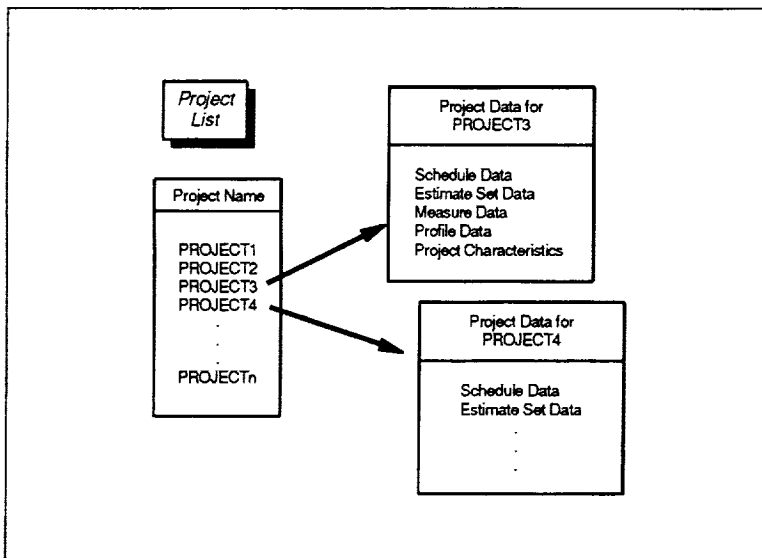 Project
List
Project Name
PROJECT1
PROJECT2
PROJECT3
PROJECT4
.
.
.
PROJECTn
Project Data for
PROJECT3
Schedule Data
Estimate Set Data
Measure Data
Profile Data
Project Characteristics
Project Data for
PROJECT4
Schedule Data
Estimate Set Data
.
.
.